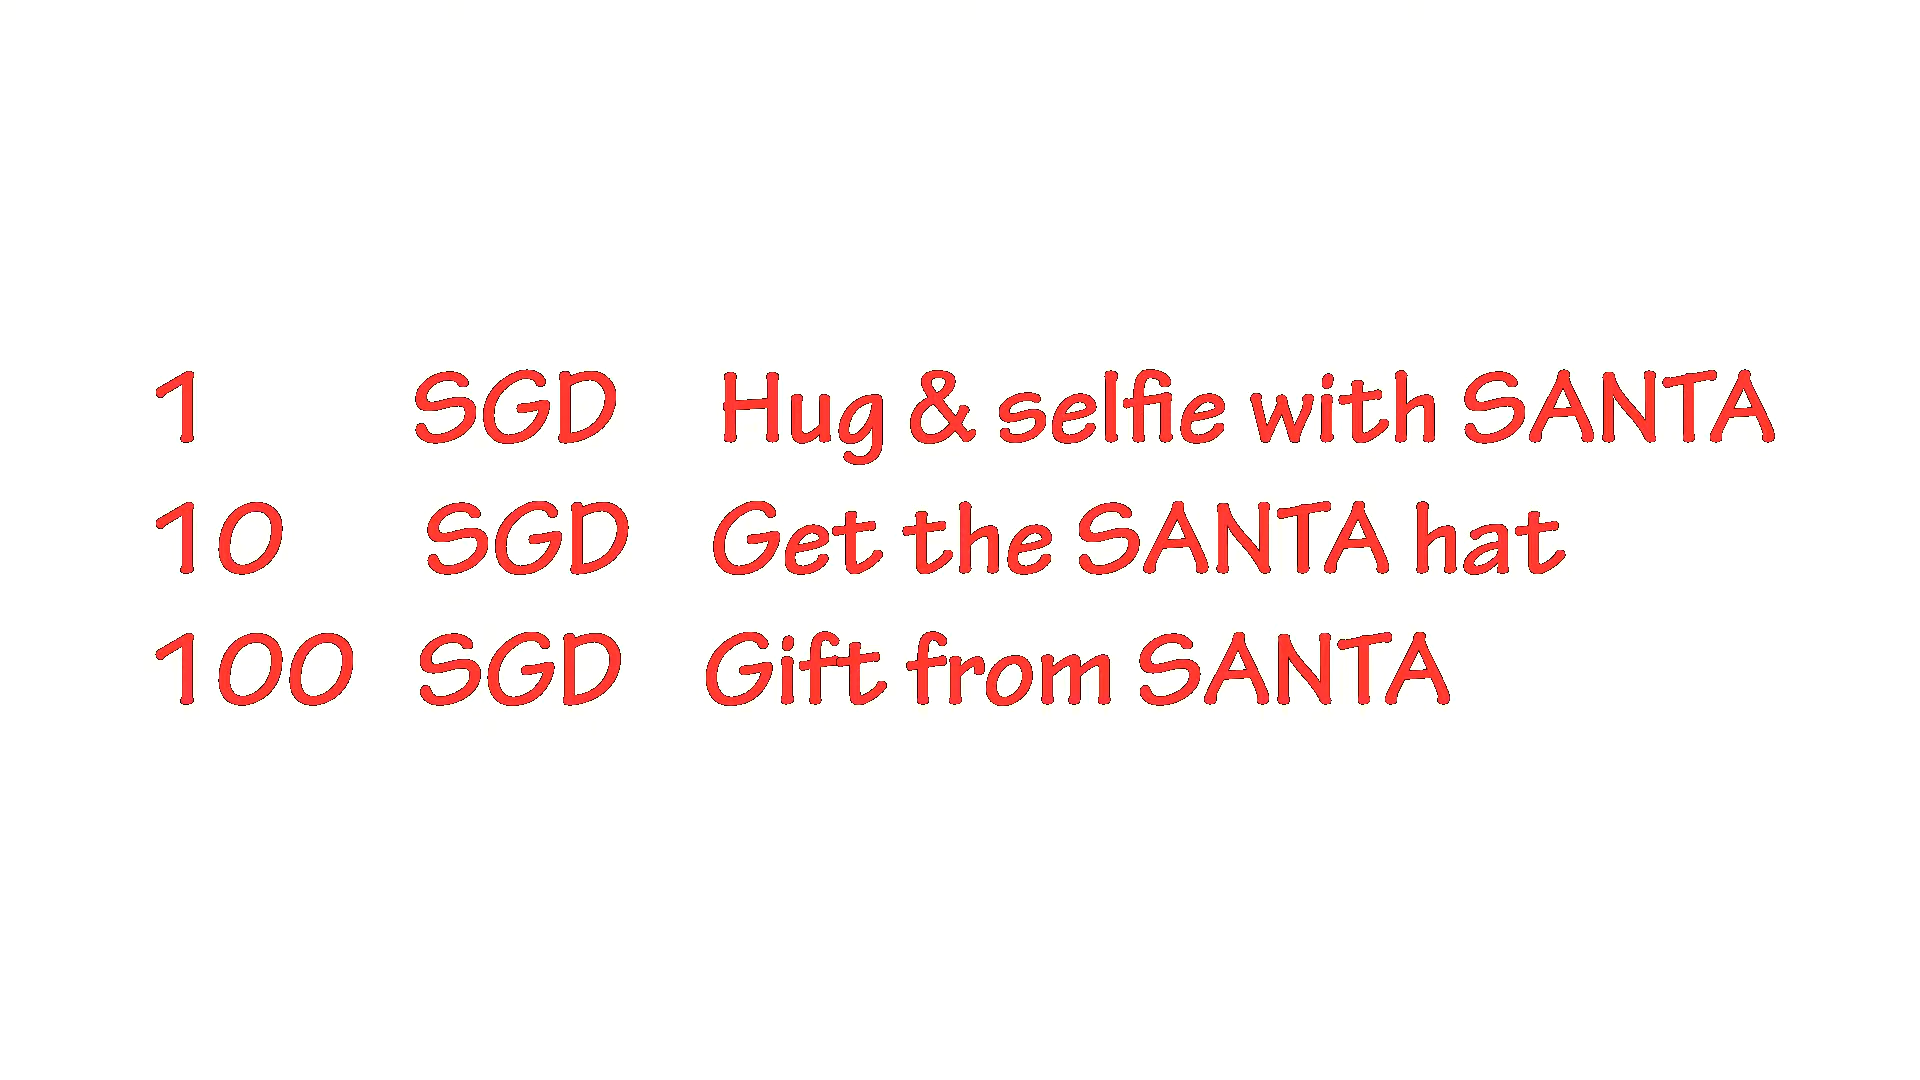 1 SGD Hug & selfie with SANTA
10 SGD Get the SANTA hat
100 SGD Gift from SANTA